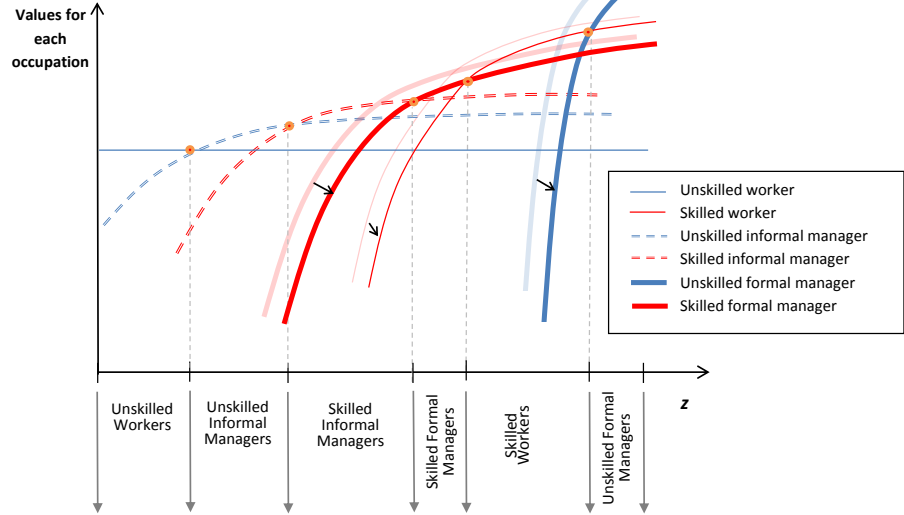 Values for
each
occupation
Unskilled worker
Skilled worker
Unskilled informal manager
Skilled informal manager
Unskilled formal manager
Skilled formal manager
z
Unskilled
Workers
Unskilled
Informal
Managers
Skilled
Informal
Managers
Skilled Formal
Managers
Skilled
Workers
Unskilled Formal
Managers